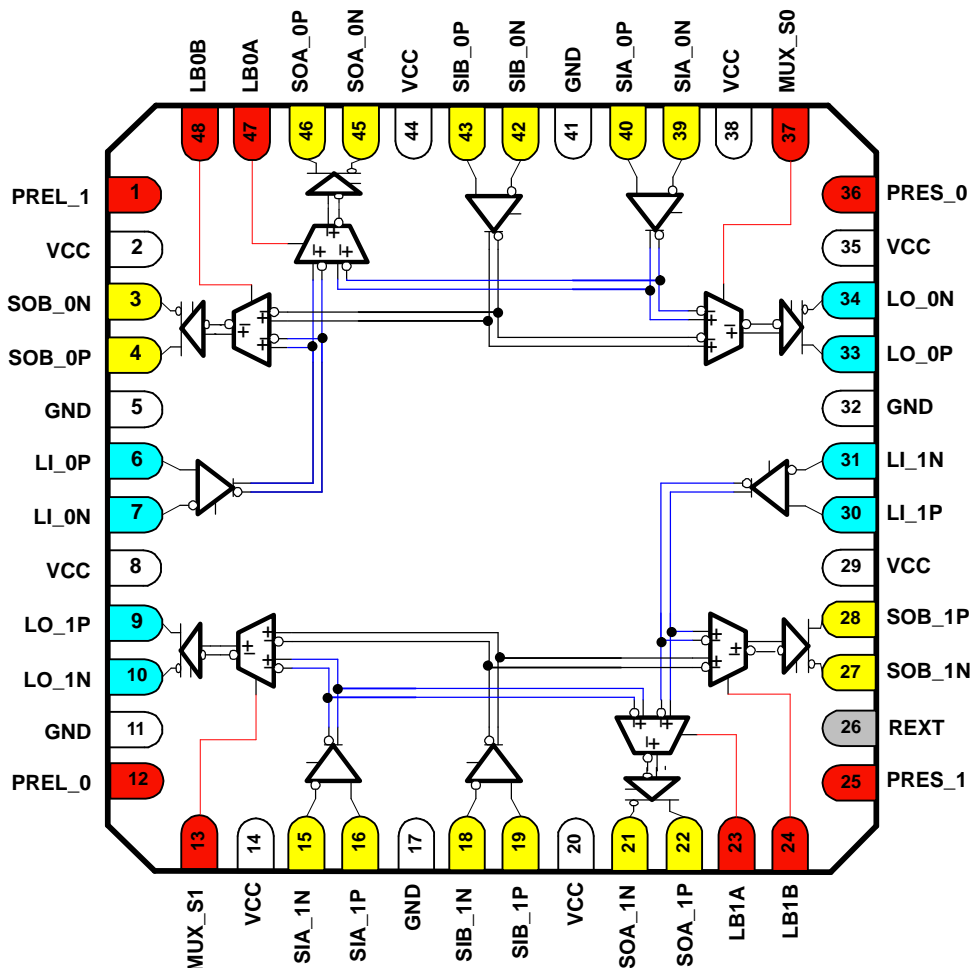 LB0B
LB0A
SOA_0P
SOA_0N
VCC
SIB_0P
SIB_0N
GND
SIA_0P
SIA_0N
VCC
MUX_S0
48
47
46
45
44
43
42
41
40
39
38
37
PREL_1 1
VCC 2
SOB_0N 3
SOB_0P 4
GND 5
LI_0P 6
LI_0N 7
VCC 8
LO_1P 9
LO_1N 10
GND 11
PREL_0 12
36 PRES_0
35 VCC
34 LO_0N
33 LO_0P
32 GND
31 LI_1N
30 LI_1P
29 VCC
28 SOB_1P
27 SOB_1N
26 REXT
25 PRES_1
13
14
15
16
17
18
19
20
21
22
23
24
MUX_S1
VCC
SIA_1N
SIA_1P
GND
SIB_1N
SIB_1P
VCC
SOA_1N
SOA_1P
LB1A
LB1B